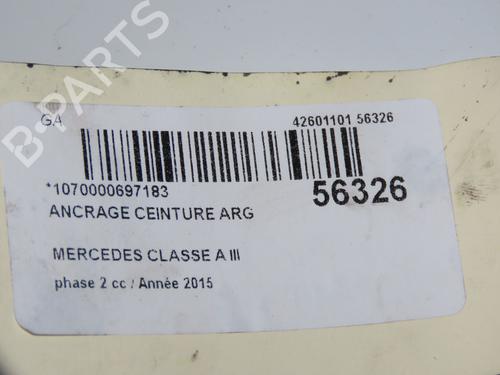 GA
42601101 56326
*1070000697183
56326
ANCRAGE CEINTURE ARG
MERCEDES CLASSE A III
phase 2 cc / Année 2015
B-PARTS